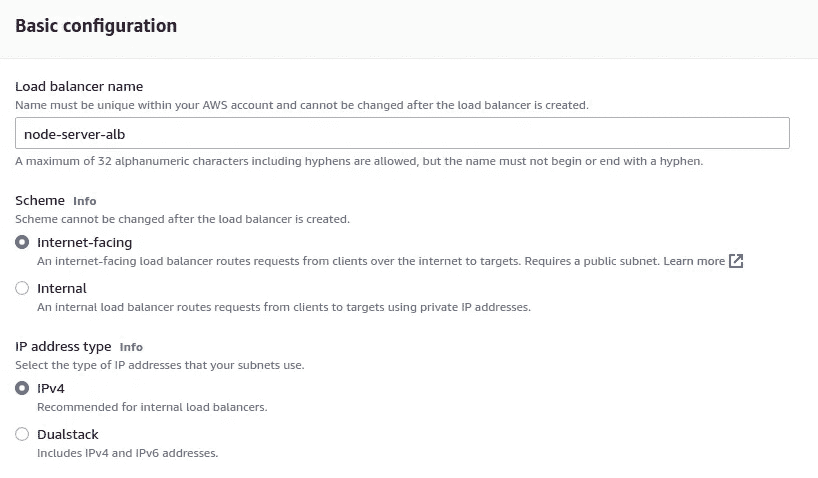 Basic configuration
Load balancer name
Name must be unique within your AWS account and cannot be changed after the load balancer is created.
node-server-alb
A maximum of 32 alphanumeric characters including hyphens are allowed, but the name must not begin or end with a hyphen.
Scheme Info
Scheme cannot be changed after the load balancer is created.
Internet-facing
An internet-facing load balancer routes requests from clients over the internet to targets. Requires a public subnet. Learn more
Internal
An internal load balancer routes requests from clients to targets using private IP addresses.
IP address type Info
Select the type of IP addresses that your subnets use.
IPv4
Recommended for internal load balancers.
Dualstack
Includes IPv4 and IPv6 addresses.